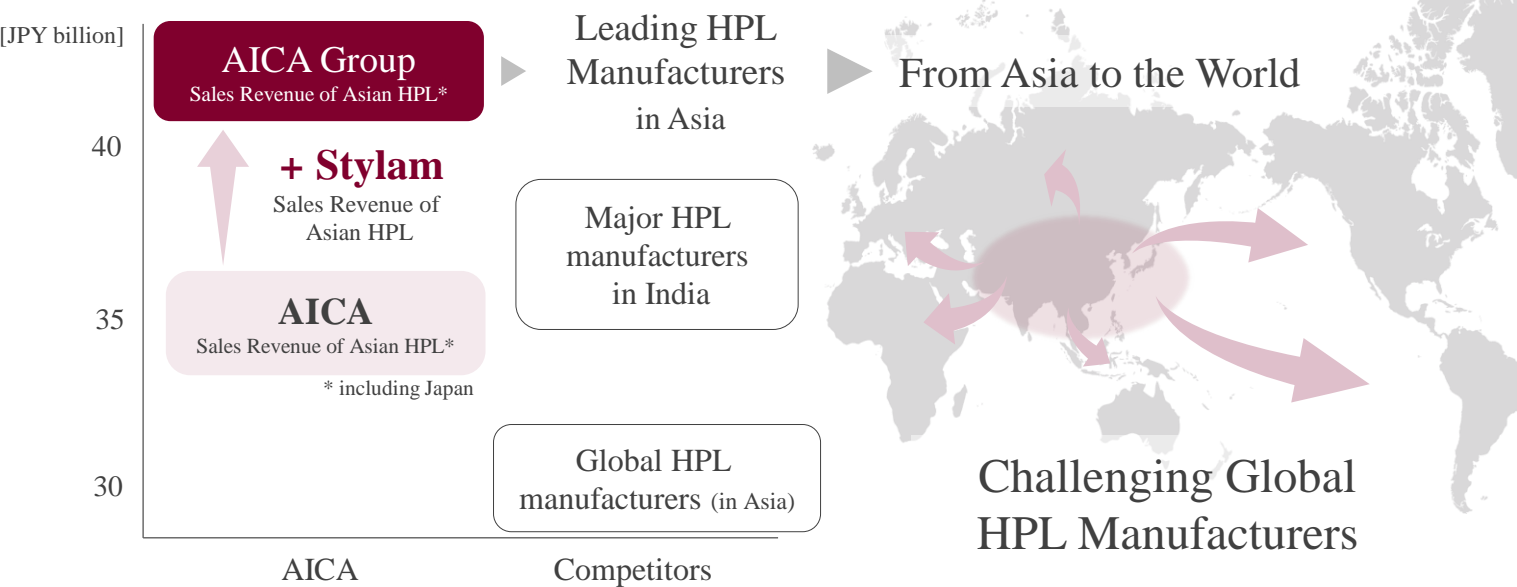 [JPY billion]
AICA Group
Sales Revenue of Asian HPL*
40
+ Stylam
Sales Revenue of
Asian HPL
35
AICA
Sales Revenue of Asian HPL*
* including Japan
30
AICA
Leading HPL
Manufacturers
in Asia
Major HPL
manufacturers
in India
Global HPL
manufacturers (in Asia)
Competitors
From Asia to the World
Challenging Global
HPL Manufacturers